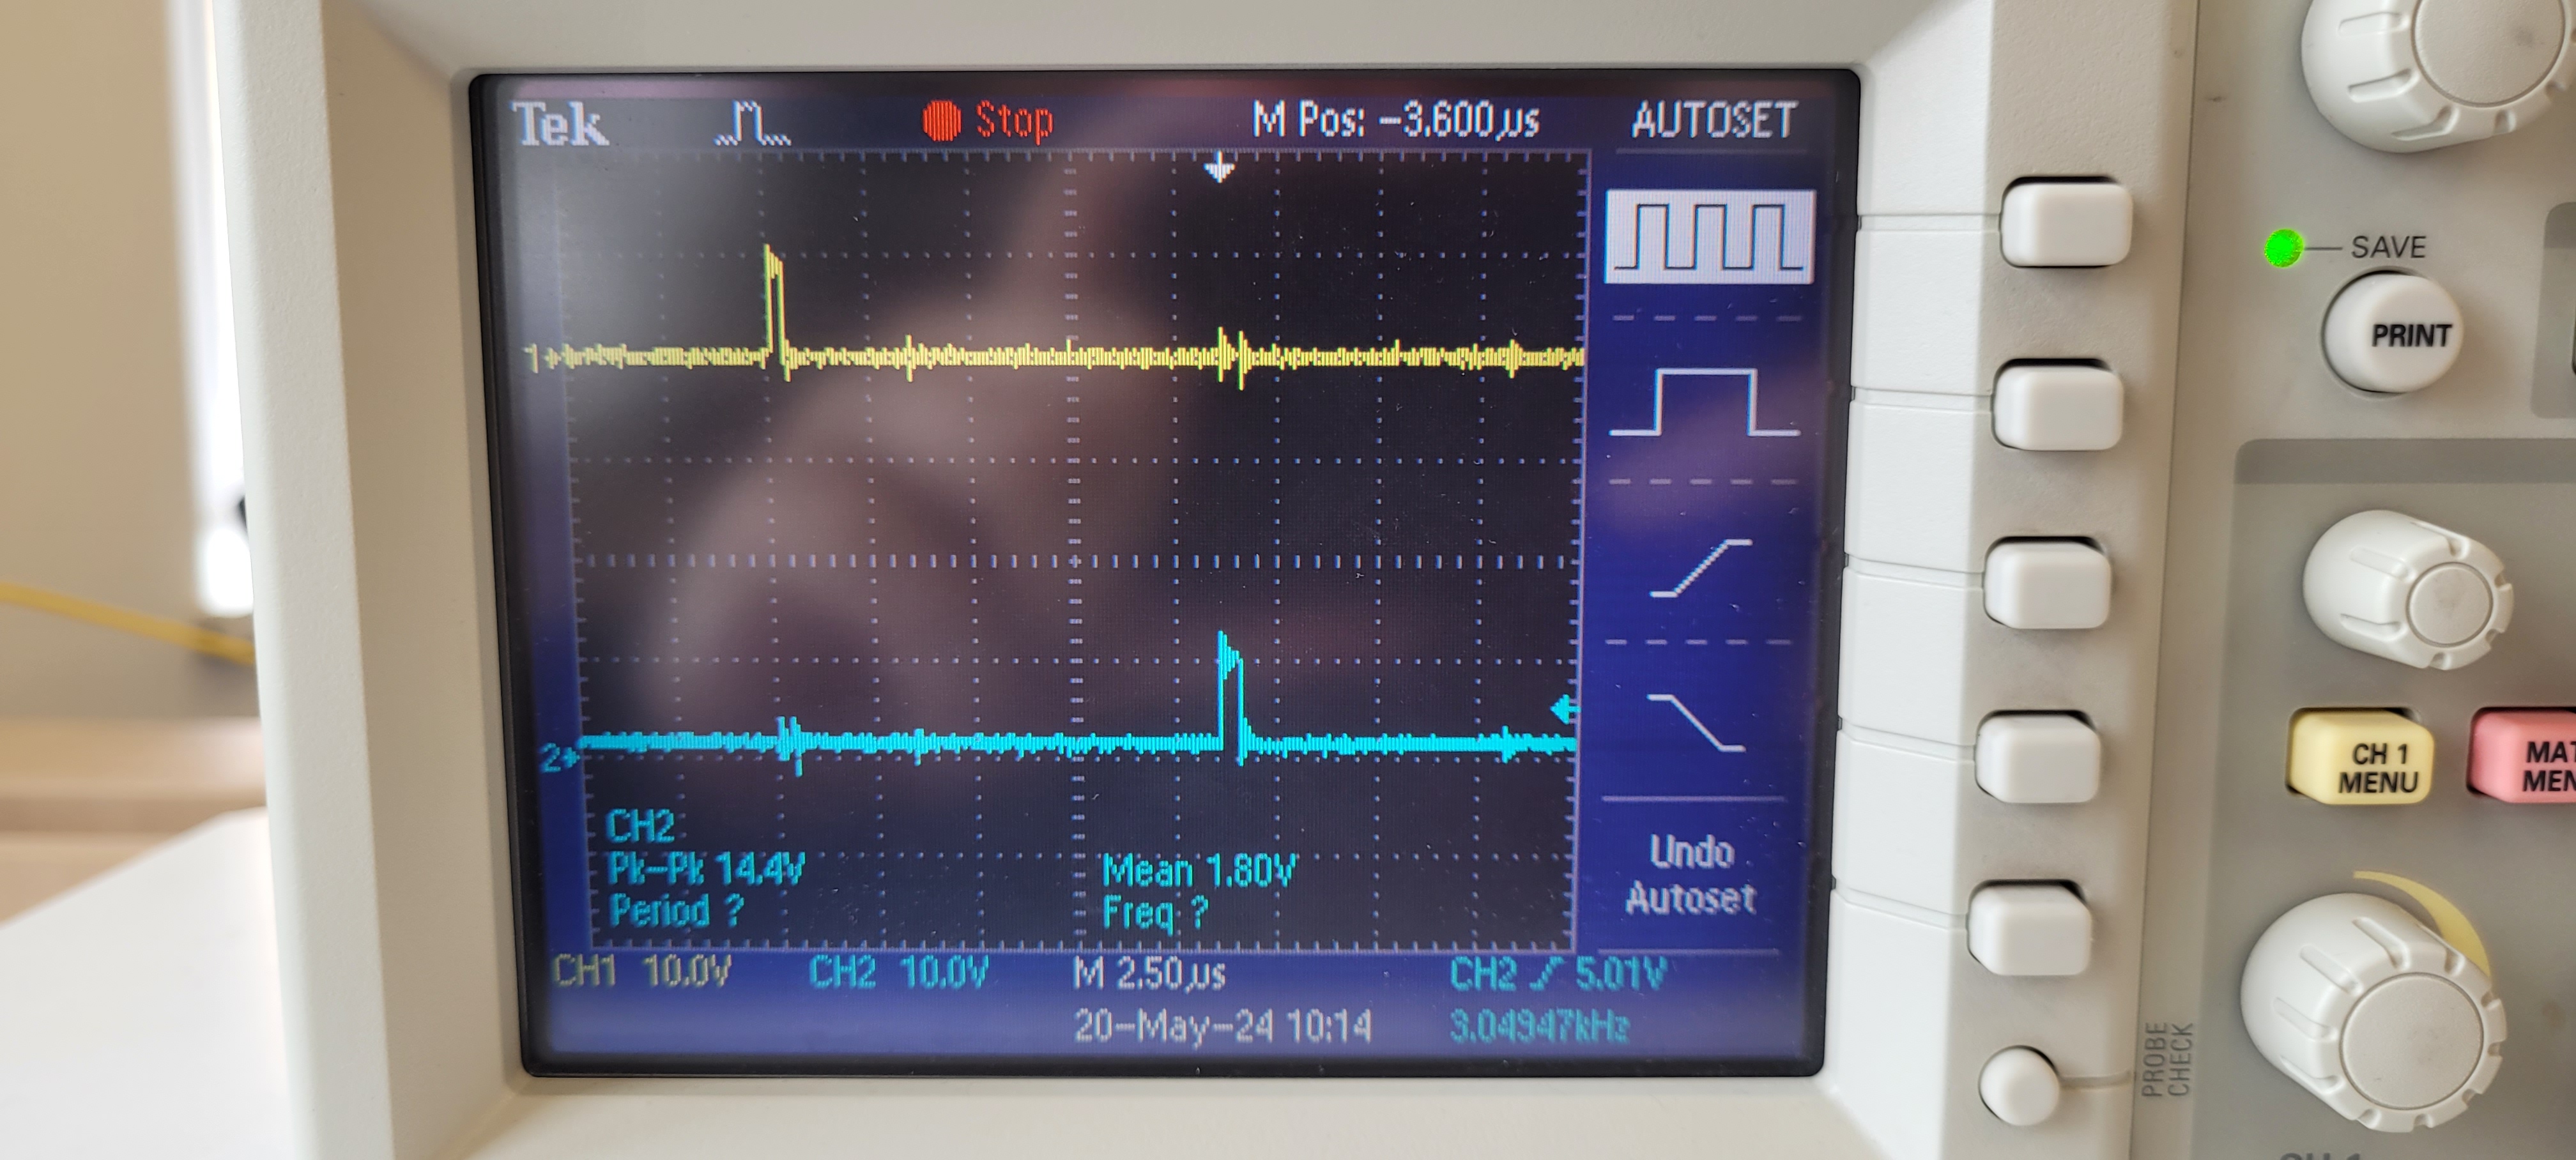 Tek Stop M Pos: -3.600µs AUTOSET
SAVE
PRINT
1
2
CH 1
MENU
CH2
Pk-Pk 14.4V Mean 1.80V
Period ? Freq ?
Undo
Autoset
CH1 10.0V CH2 10.0V M 2.50µs CH2 5.01V
20-May-24 10:14 3.04947kHz
PROBE
CHECK